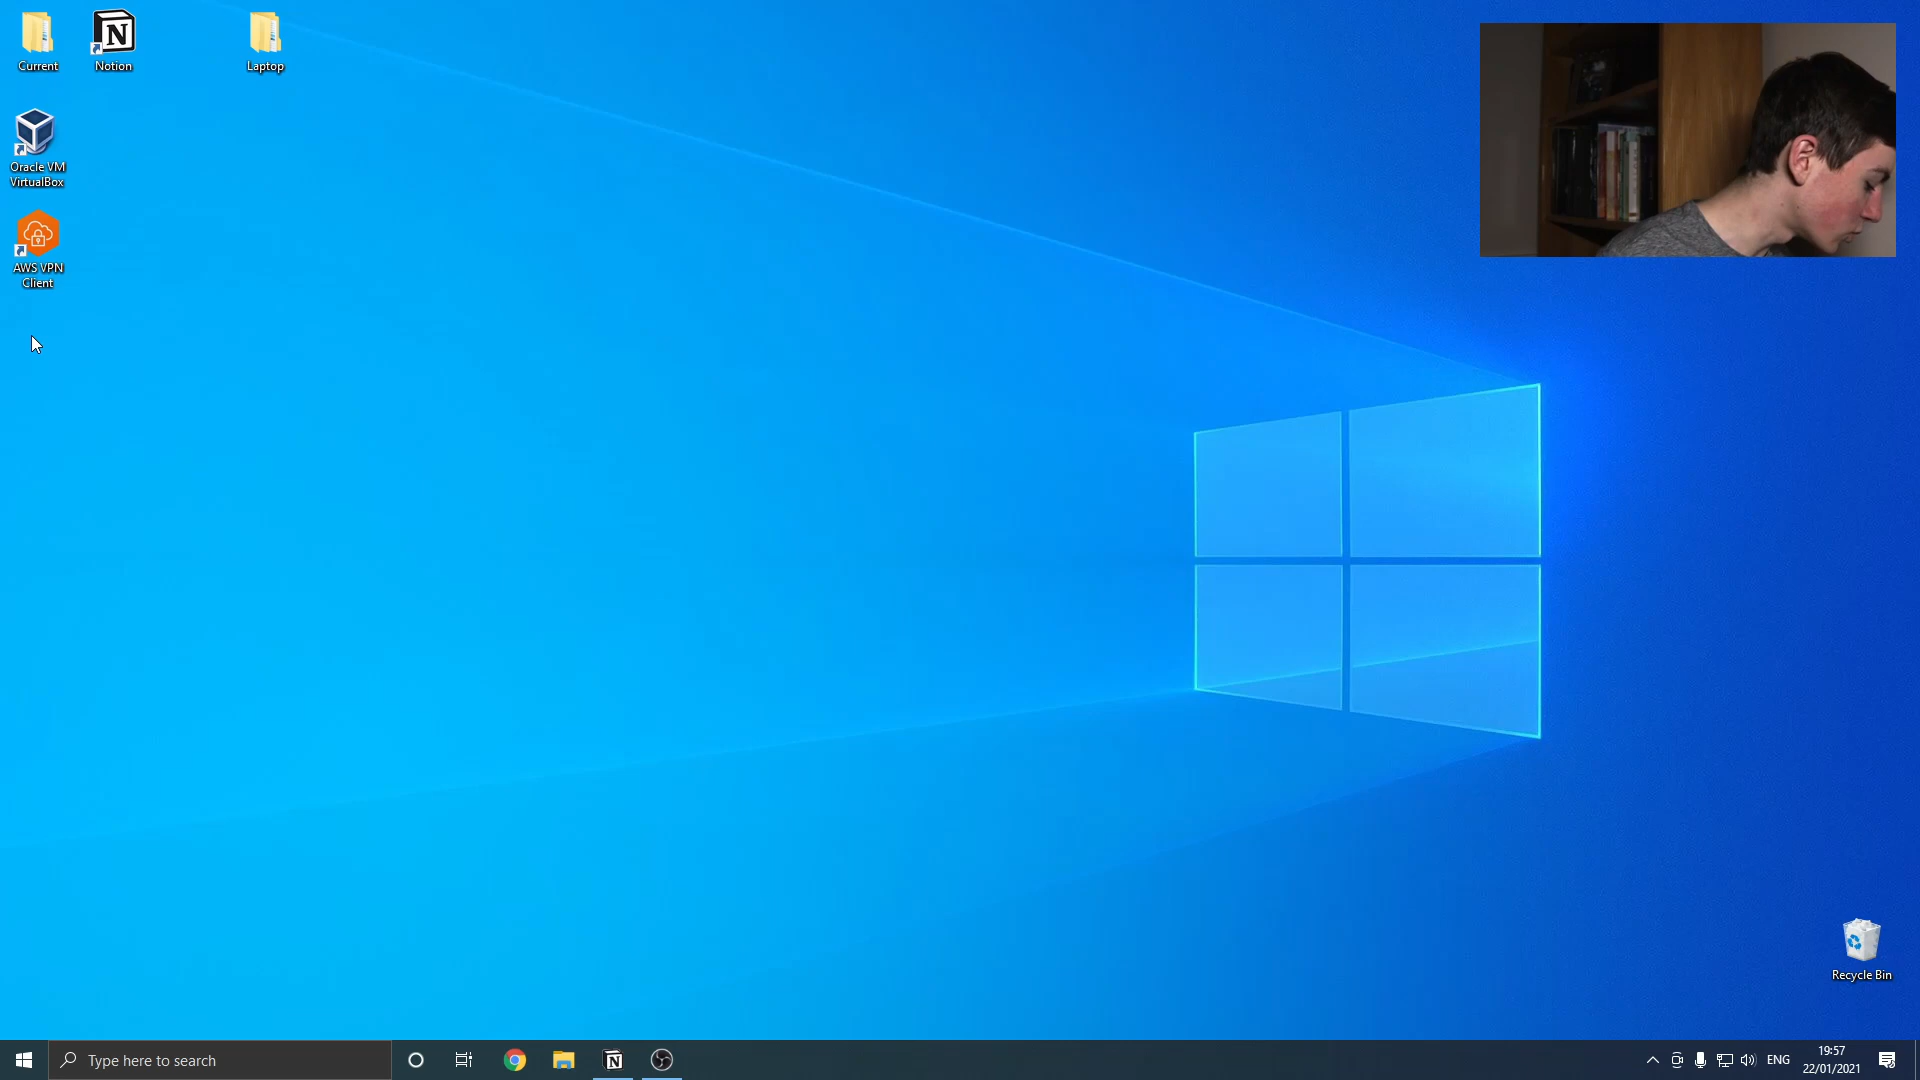 Current
Notion
Laptop
Oracle VM
VirtualBox
AWS VPN
Client
Recycle Bin
Type here to search
ENG
19:57
22/01/2021